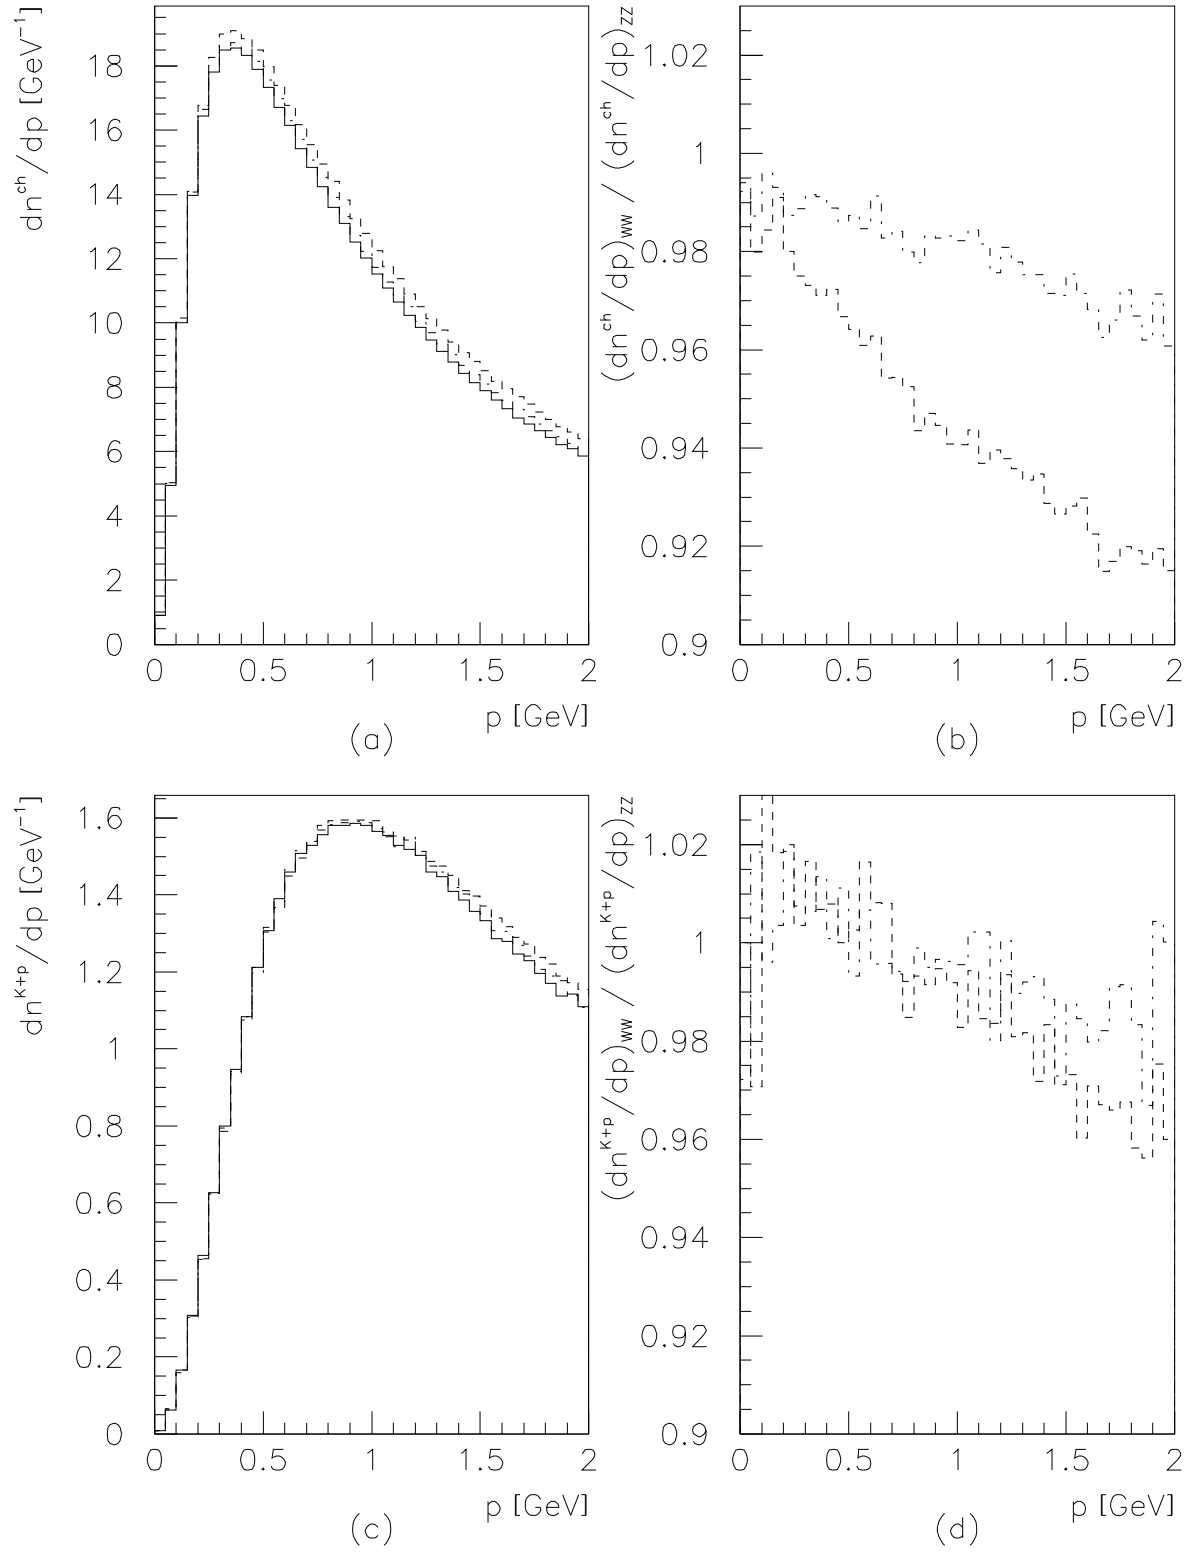 dn^ch/dp [GeV^-1]
18
16
14
12
10
8
6
4
2
0
0 0.5 1 1.5 2
p [GeV]
(a)
(dn^ch/dp)_WW / (dn^ch/dp)_ZZ
1.02
1
0.98
0.96
0.94
0.92
0.9
0 0.5 1 1.5 2
p [GeV]
(b)
dn^K+p/dp [GeV^-1]
1.6
1.4
1.2
1
0.8
0.6
0.4
0.2
0
0 0.5 1 1.5 2
p [GeV]
(c)
(dn^K+p/dp)_WW / (dn^K+p/dp)_ZZ
1.02
1
0.98
0.96
0.94
0.92
0.9
0 0.5 1 1.5 2
p [GeV]
(d)